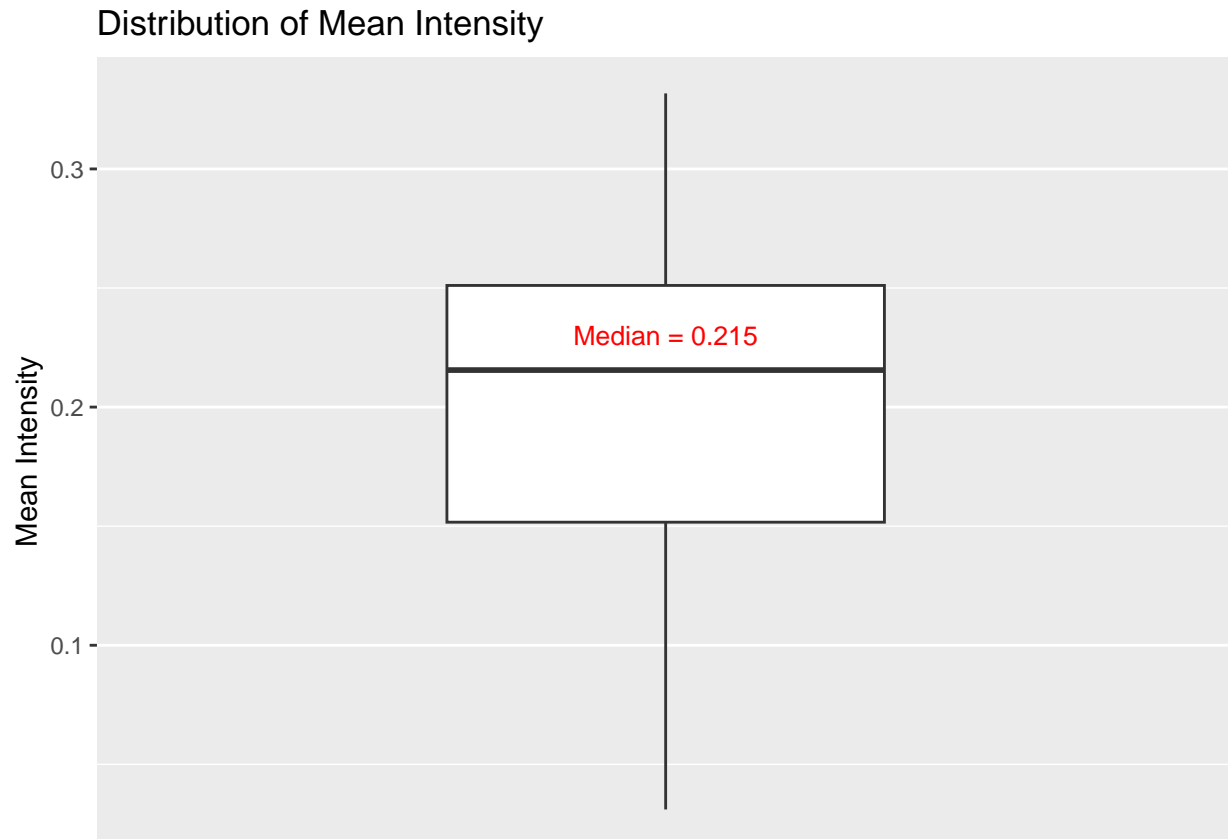 Distribution of Mean Intensity
0.3
Median = 0.215
0.2
Mean Intensity
0.1